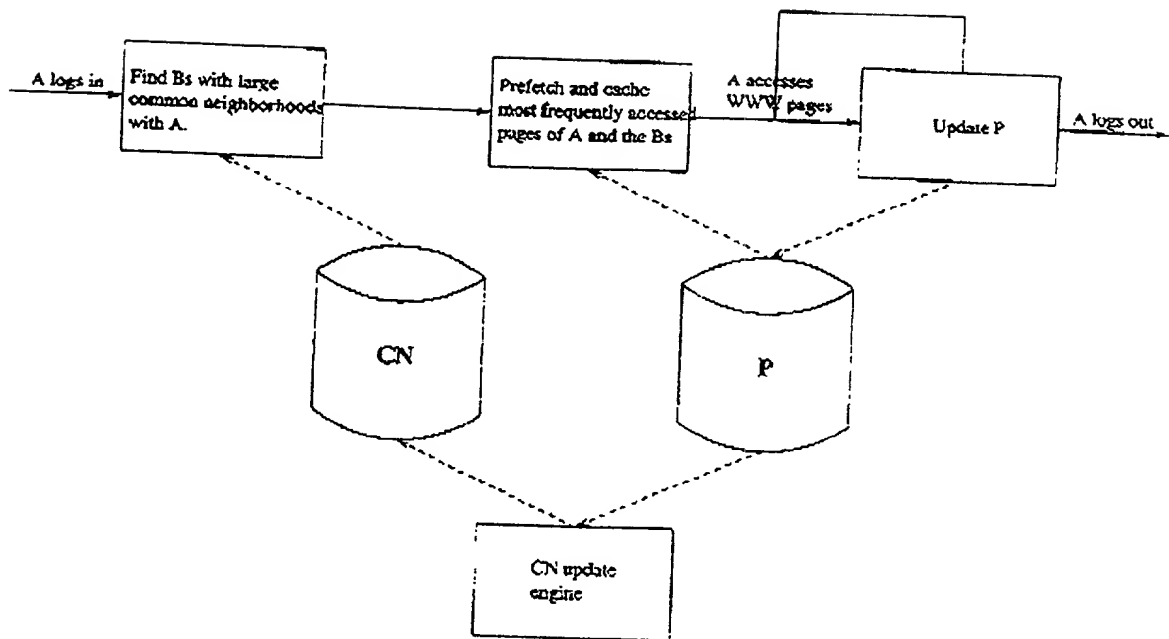 A logs in
Find Bs with large
common neighborhoods
with A.
Prefetch and cache
most frequently accessed
pages of A and the Bs
A accesses
WWW pages
Update P
A logs out
CN
P
CN update
engine